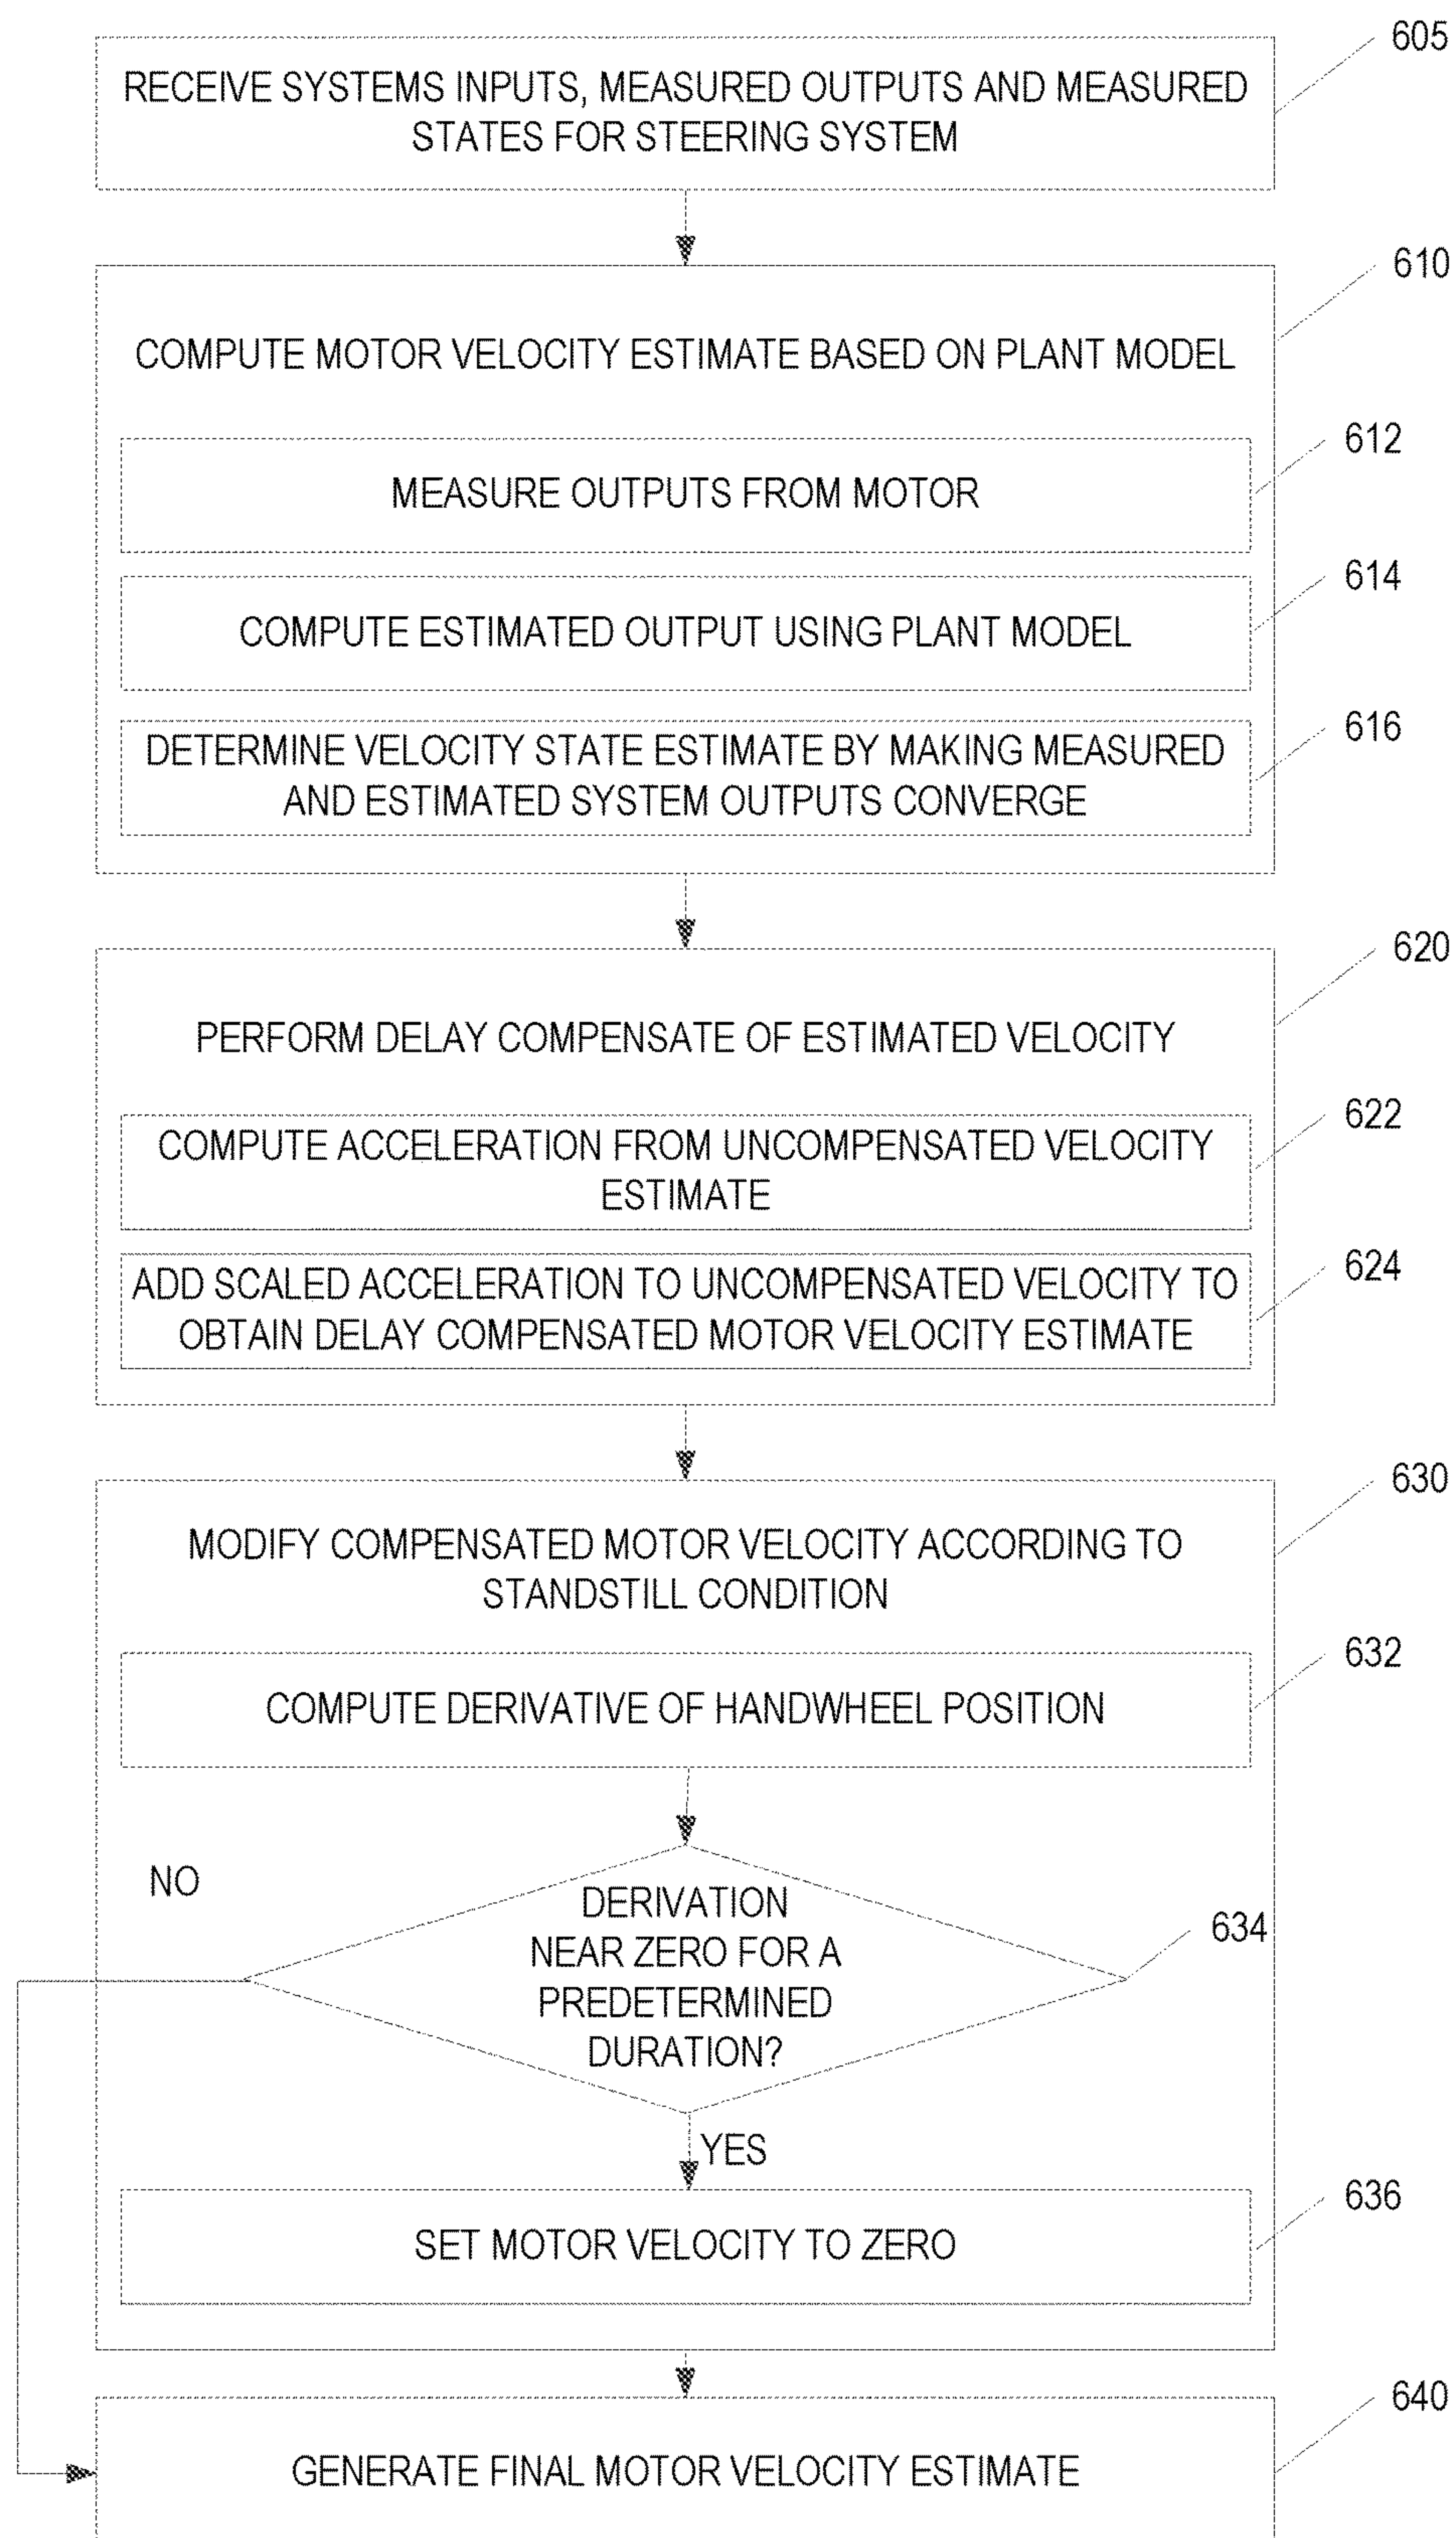 605
RECEIVE SYSTEMS INPUTS, MEASURED OUTPUTS AND MEASURED
STATES FOR STEERING SYSTEM
610
COMPUTE MOTOR VELOCITY ESTIMATE BASED ON PLANT MODEL
612
MEASURE OUTPUTS FROM MOTOR
614
COMPUTE ESTIMATED OUTPUT USING PLANT MODEL
616
DETERMINE VELOCITY STATE ESTIMATE BY MAKING MEASURED
AND ESTIMATED SYSTEM OUTPUTS CONVERGE
620
PERFORM DELAY COMPENSATE OF ESTIMATED VELOCITY
622
COMPUTE ACCELERATION FROM UNCOMPENSATED VELOCITY
ESTIMATE
624
ADD SCALED ACCELERATION TO UNCOMPENSATED VELOCITY TO
OBTAIN DELAY COMPENSATED MOTOR VELOCITY ESTIMATE
630
MODIFY COMPENSATED MOTOR VELOCITY ACCORDING TO
STANDSTILL CONDITION
632
COMPUTE DERIVATIVE OF HANDWHEEL POSITION
NO
634
DERIVATION
NEAR ZERO FOR A
PREDETERMINED
DURATION?
YES
636
SET MOTOR VELOCITY TO ZERO
640
GENERATE FINAL MOTOR VELOCITY ESTIMATE